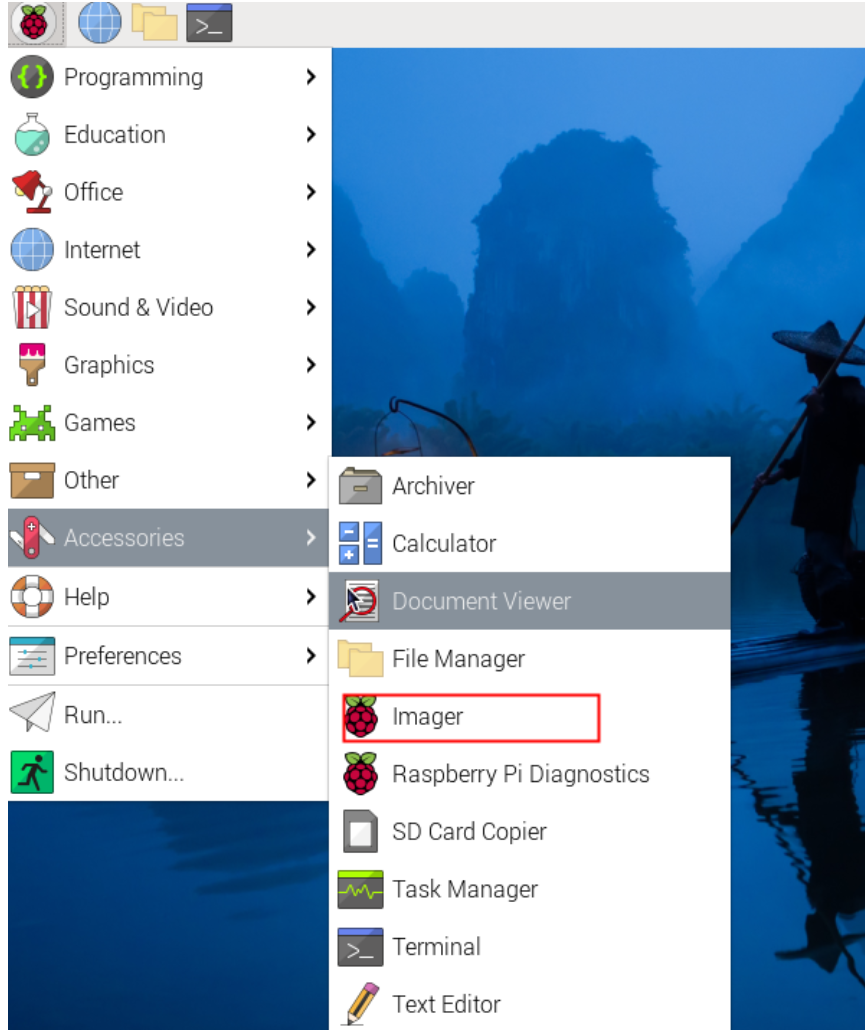 Programming
Education
Office
Internet
Sound & Video
Graphics
Games
Other
Accessories
Help
Preferences
Run...
Shutdown...
Archiver
Calculator
Document Viewer
File Manager
Imager
Raspberry Pi Diagnostics
SD Card Copier
Task Manager
Terminal
Text Editor